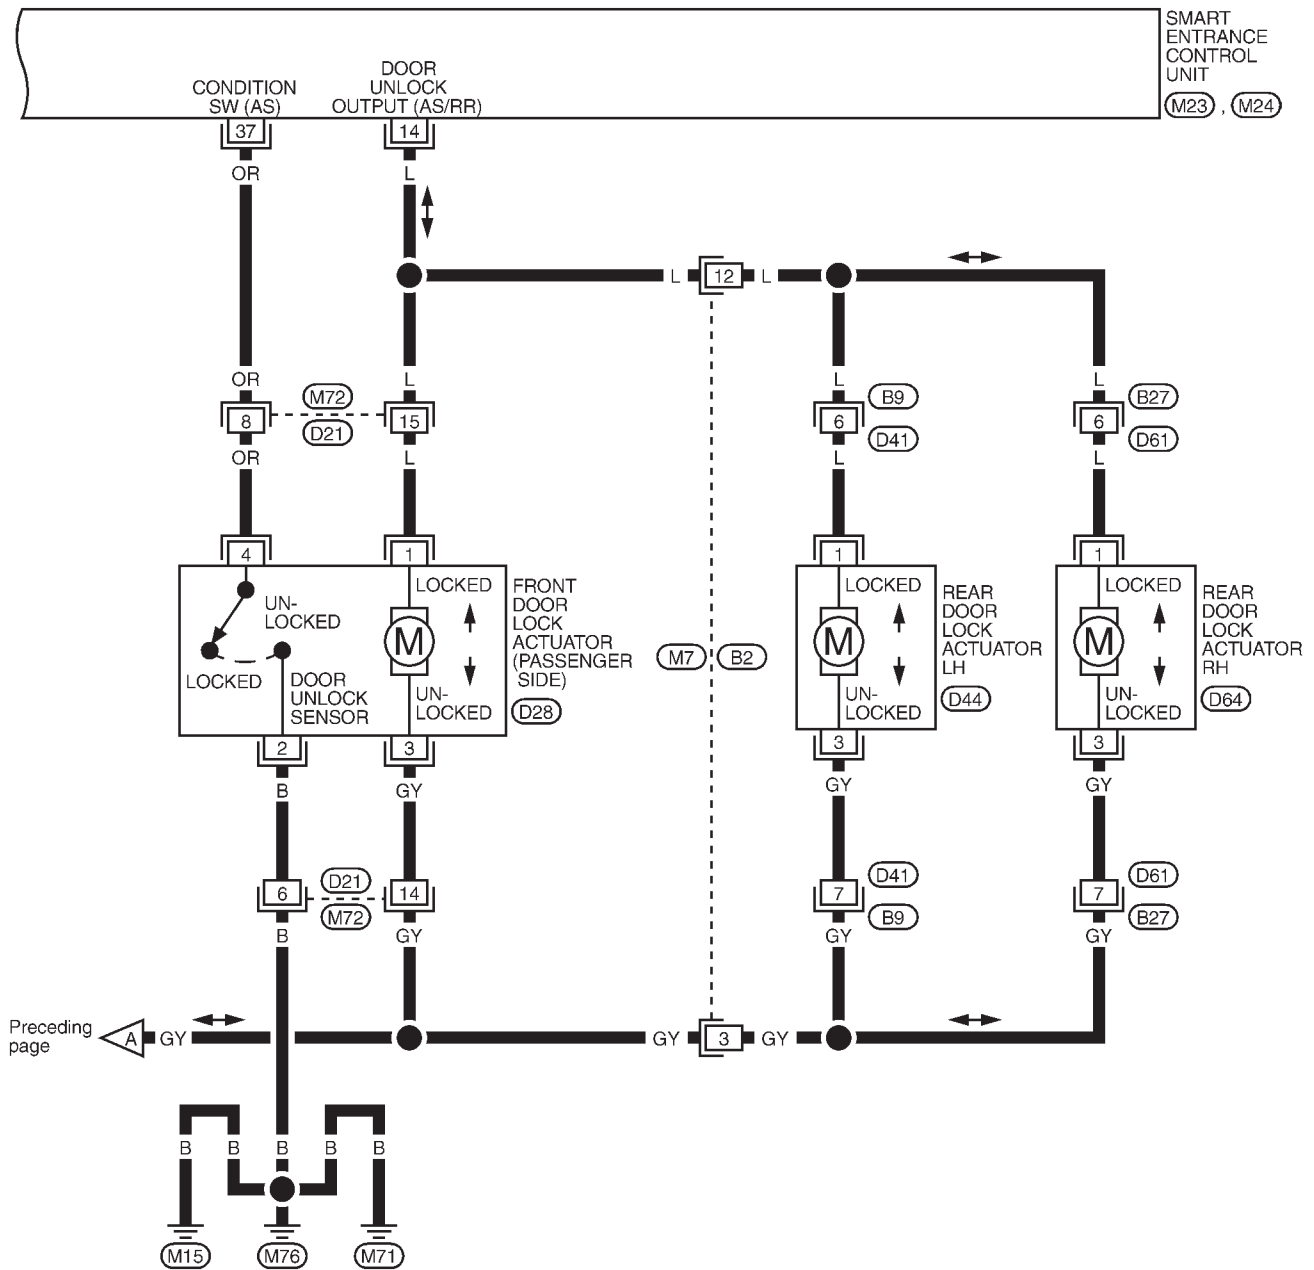 SMART
ENTRANCE
CONTROL
UNIT
M23 , M24
CONDITION
SW (AS)
DOOR
UNLOCK
OUTPUT (AS/RR)
37
14
OR
L
L
12
L
OR
L
L
L
M72
D21
8
15
B9
6
D41
B27
6
D61
OR
L
L
L
4
1
1
1
UN-
LOCKED
LOCKED
DOOR
UNLOCK
SENSOR
LOCKED
M
UN-
LOCKED
FRONT
DOOR
LOCK
ACTUATOR
(PASSENGER
SIDE)
D28
M7
B2
LOCKED
M
UN-
LOCKED
REAR
DOOR
LOCK
ACTUATOR
LH
D44
LOCKED
M
UN-
LOCKED
REAR
DOOR
LOCK
ACTUATOR
RH
D64
2
3
3
3
B
GY
GY
GY
6
D21
M72
14
7
D41
B9
7
D61
B27
B
GY
GY
GY
Preceding
page
A
GY
GY
3
GY
B
B
B
B
B
M15
M76
M71